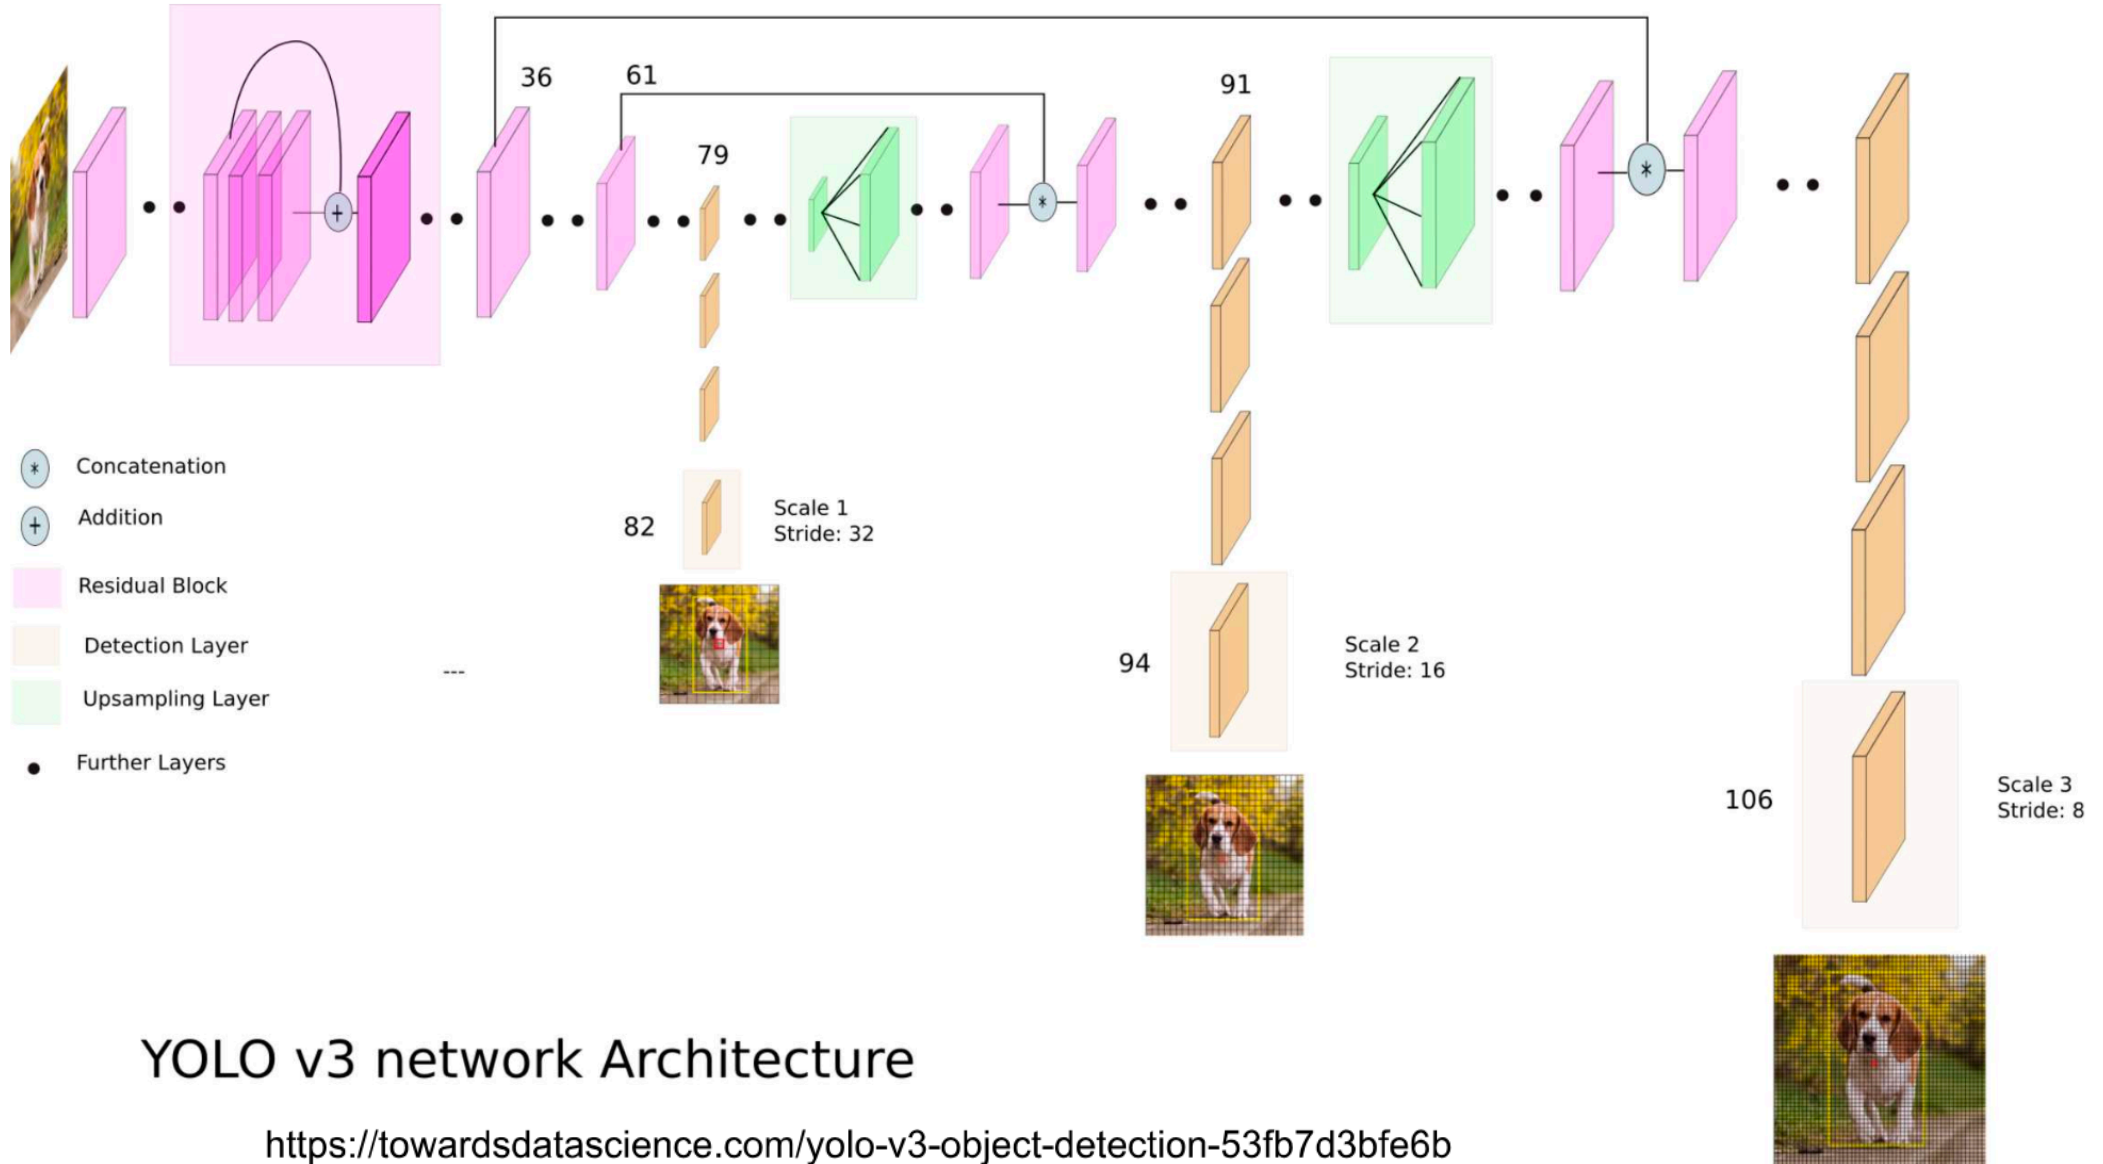 36
61
91
79
*
*
+
*
Concatenation
+
Addition
Residual Block
Detection Layer
---
Upsampling Layer
Further Layers
82
Scale 1
Stride: 32
94
Scale 2
Stride: 16
106
Scale 3
Stride: 8
YOLO v3 network Architecture
https://towardsdatascience.com/yolo-v3-object-detection-53fb7d3bfe6b